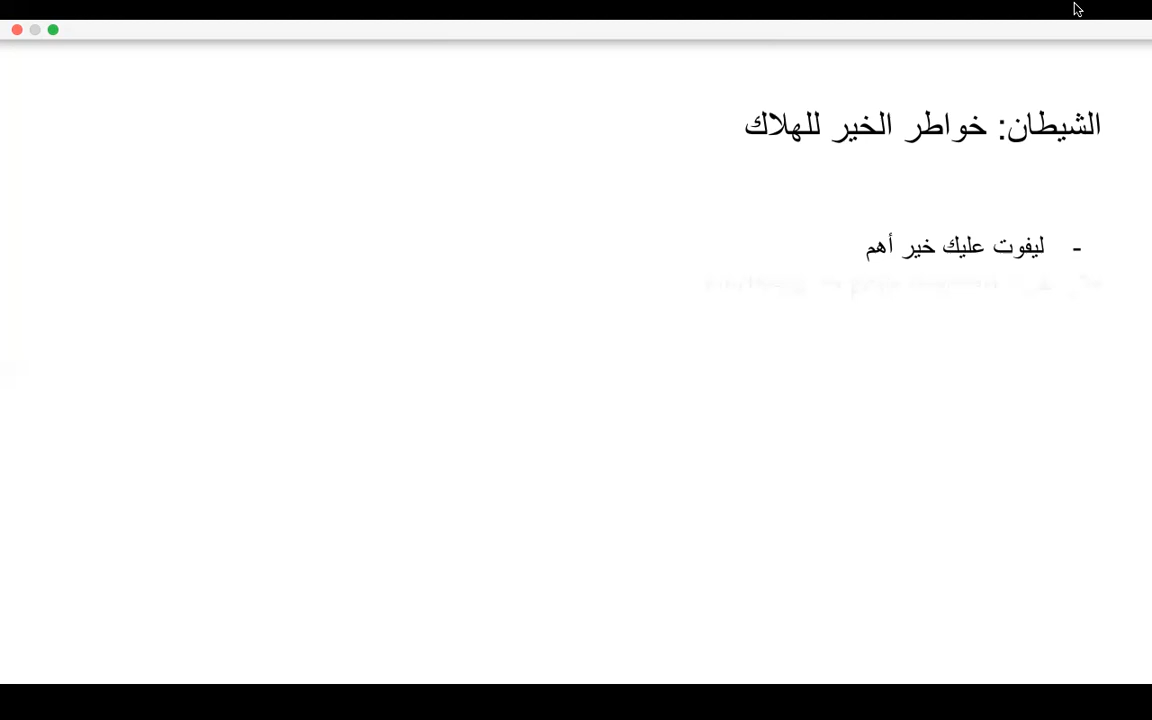 الشيطان: خواطر الخير للهلاك
- ليفوت عليك خير أهم